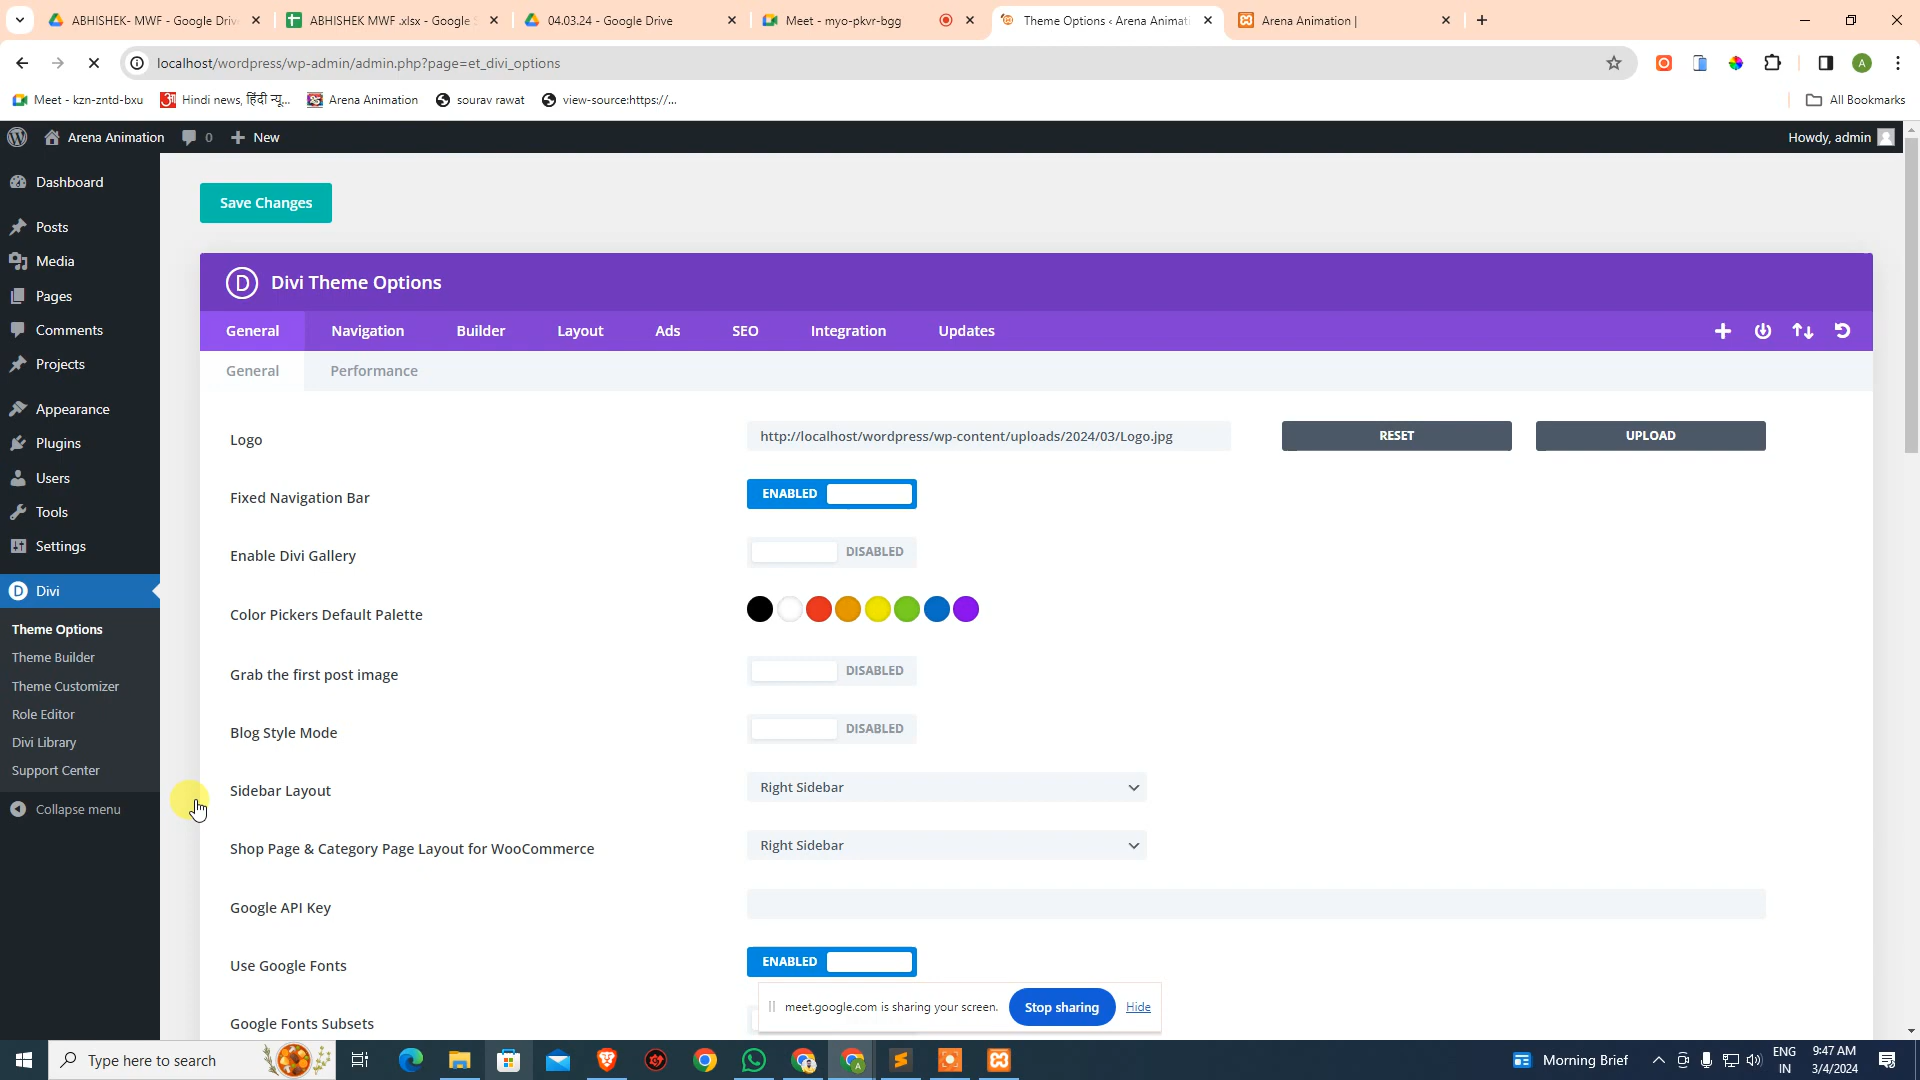 ABHISHEK- MWF - Google Driv
ABHISHEK MWF .xlsx - Google S
04.03.24 - Google Drive
Meet - myo-pkvr-bgg
Theme Options ‹ Arena Animati
Arena Animation |
localhost/wordpress/wp-admin/admin.php?page=et_divi_options
A
Meet - kzn-zntd-bxu
Hindi news, हिंदी न्यू...
Arena Animation
sourav rawat
view-source:https://...
All Bookmarks
Arena Animation
0
New
Howdy, admin
Dashboard
Posts
Media
Pages
Comments
Projects
Appearance
Plugins
Users
Tools
Settings
D Divi
Theme Options
Theme Builder
Theme Customizer
Role Editor
Divi Library
Support Center
Collapse menu
Save Changes
D Divi Theme Options
General Navigation Builder Layout Ads SEO Integration Updates
General Performance
Logo http://localhost/wordpress/wp-content/uploads/2024/03/Logo.jpg RESET UPLOAD
Fixed Navigation Bar ENABLED
Enable Divi Gallery DISABLED
Color Pickers Default Palette
Grab the first post image DISABLED
Blog Style Mode DISABLED
Sidebar Layout Right Sidebar
Shop Page & Category Page Layout for WooCommerce Right Sidebar
Google API Key
Use Google Fonts ENABLED
Google Fonts Subsets
meet.google.com is sharing your screen. Stop sharing Hide
Type here to search
Morning Brief
ENG
IN
9:47 AM
3/4/2024